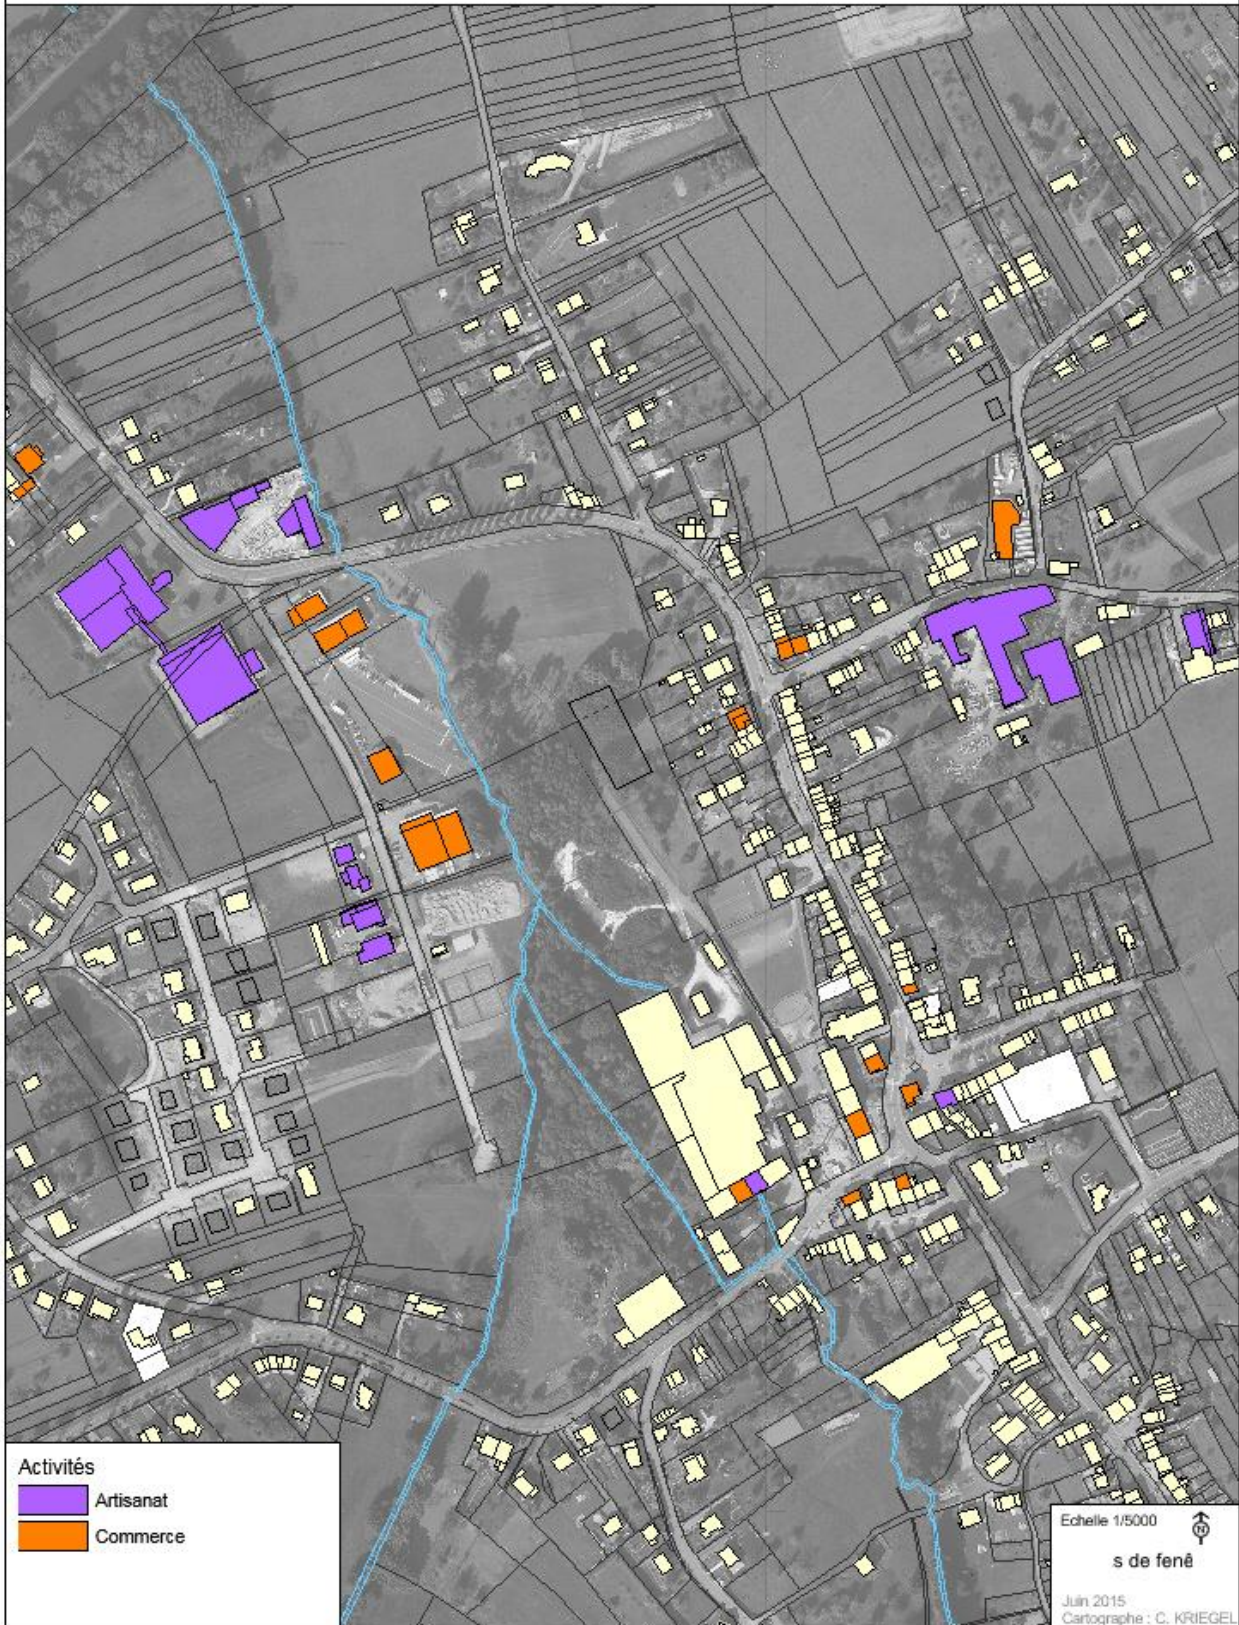 Activités
Artisanat
Commerce
Echelle 1/5000
N
s de fenê
Juin 2015
Cartographe : C. KRIEGEL